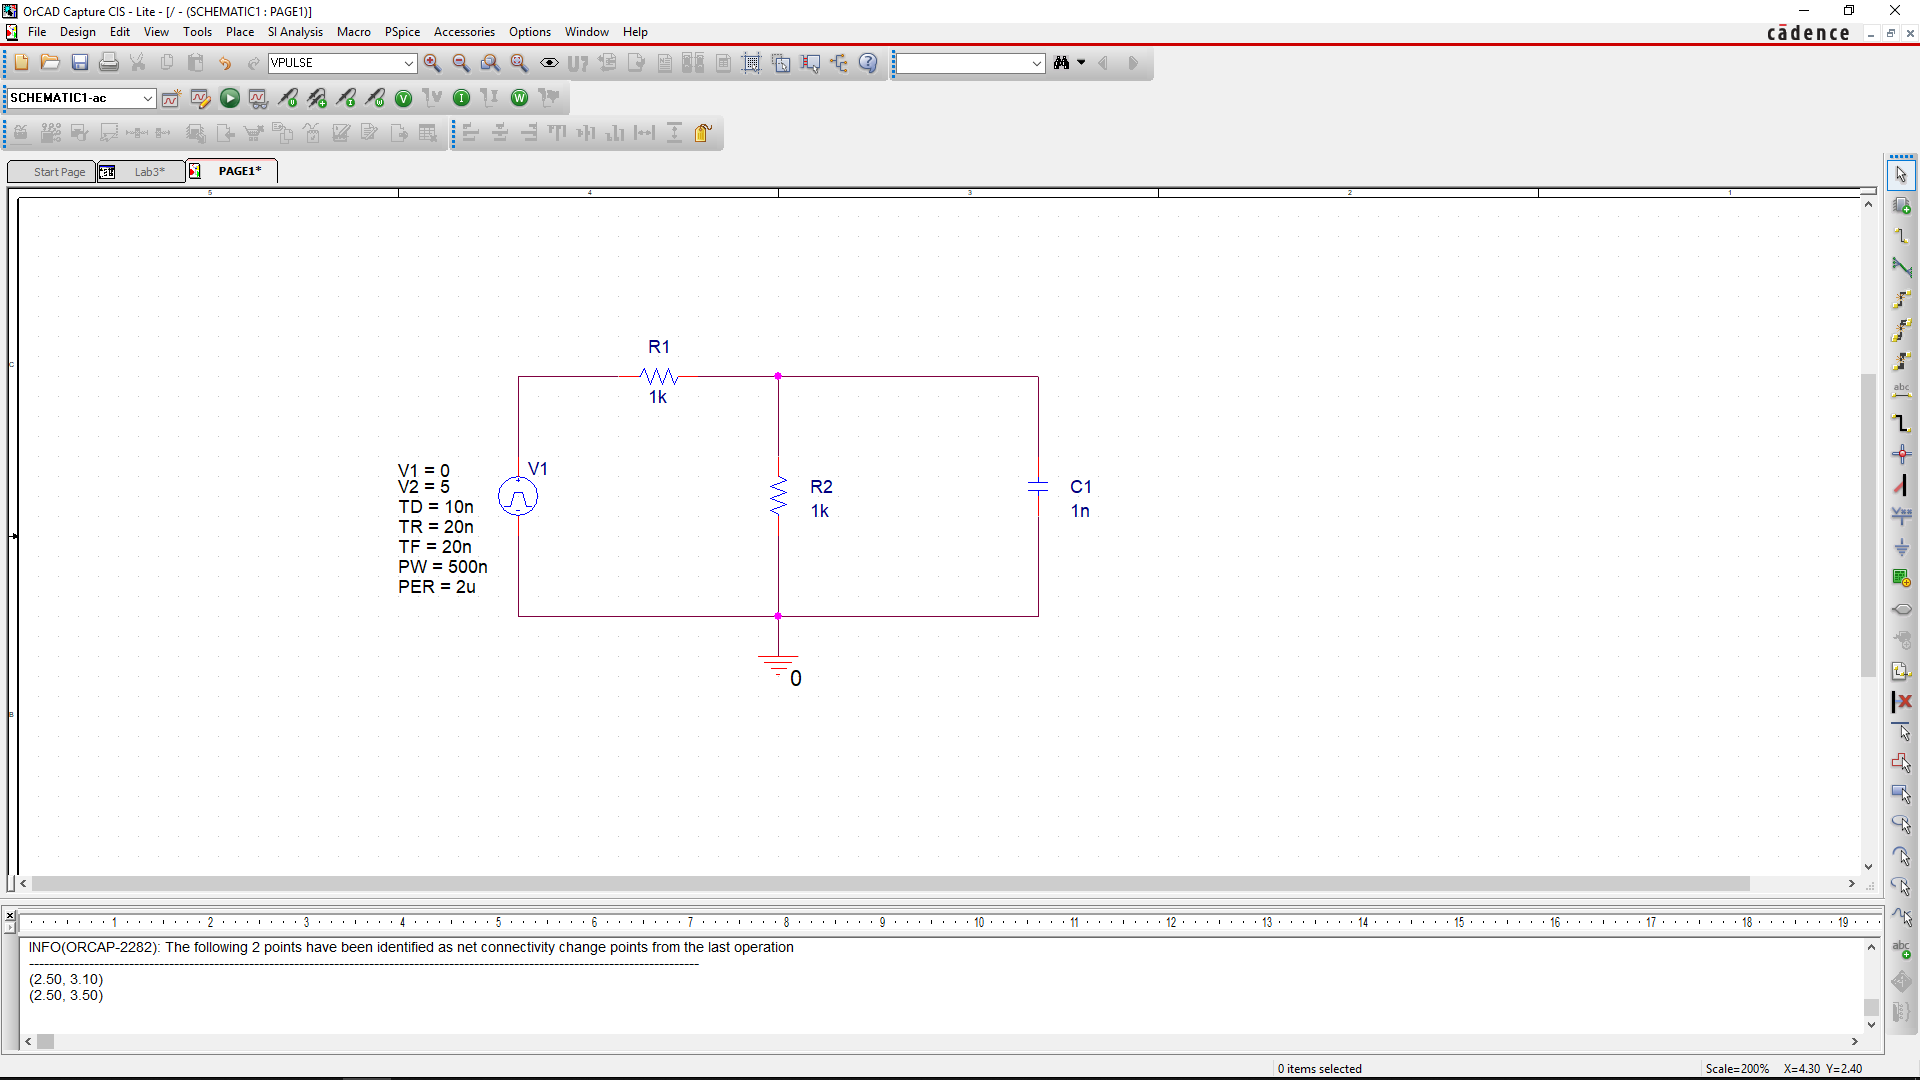 OrCAD Capture CIS - Lite - [/ - (SCHEMATIC1 : PAGE1)]
File Design Edit View Tools Place SI Analysis Macro PSpice Accessories Options Window Help
cādence
VPULSE
SCHEMATIC1-ac
Start Page Lab3* PAGE1*
5 4 3 2 1
C
B
R1
1k
V1 = 0
V2 = 5
TD = 10n
TR = 20n
TF = 20n
PW = 500n
PER = 2u
V1
R2
1k
C1
1n
0
abc
abc
1 2 3 4 5 6 7 8 9 10 11 12 13 14 15 16 17 18 19
INFO(ORCAP-2282): The following 2 points have been identified as net connectivity change points from the last operation
(2.50, 3.10)
(2.50, 3.50)
0 items selected
Scale=200% X=4.30 Y=2.40